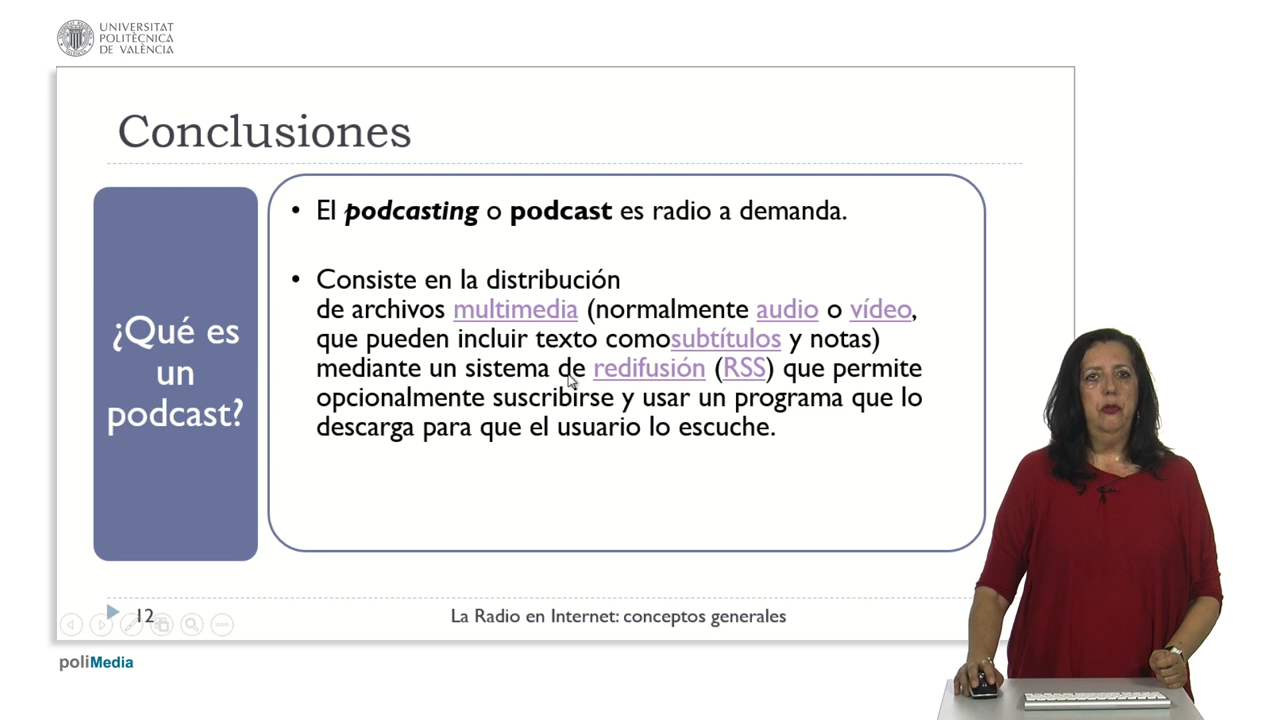 UNIVERSITAT
POLITÈCNICA
DE VALÈNCIA
Conclusiones
¿Qué es
un
podcast?
• El podcasting o podcast es radio a demanda.
• Consiste en la distribución
de archivos multimedia (normalmente audio o vídeo,
que pueden incluir texto comosubtítulos y notas)
mediante un sistema de redifusión (RSS) que permite
opcionalmente suscribirse y usar un programa que lo
descarga para que el usuario lo escuche.
12
La Radio en Internet: conceptos generales
poliMedia